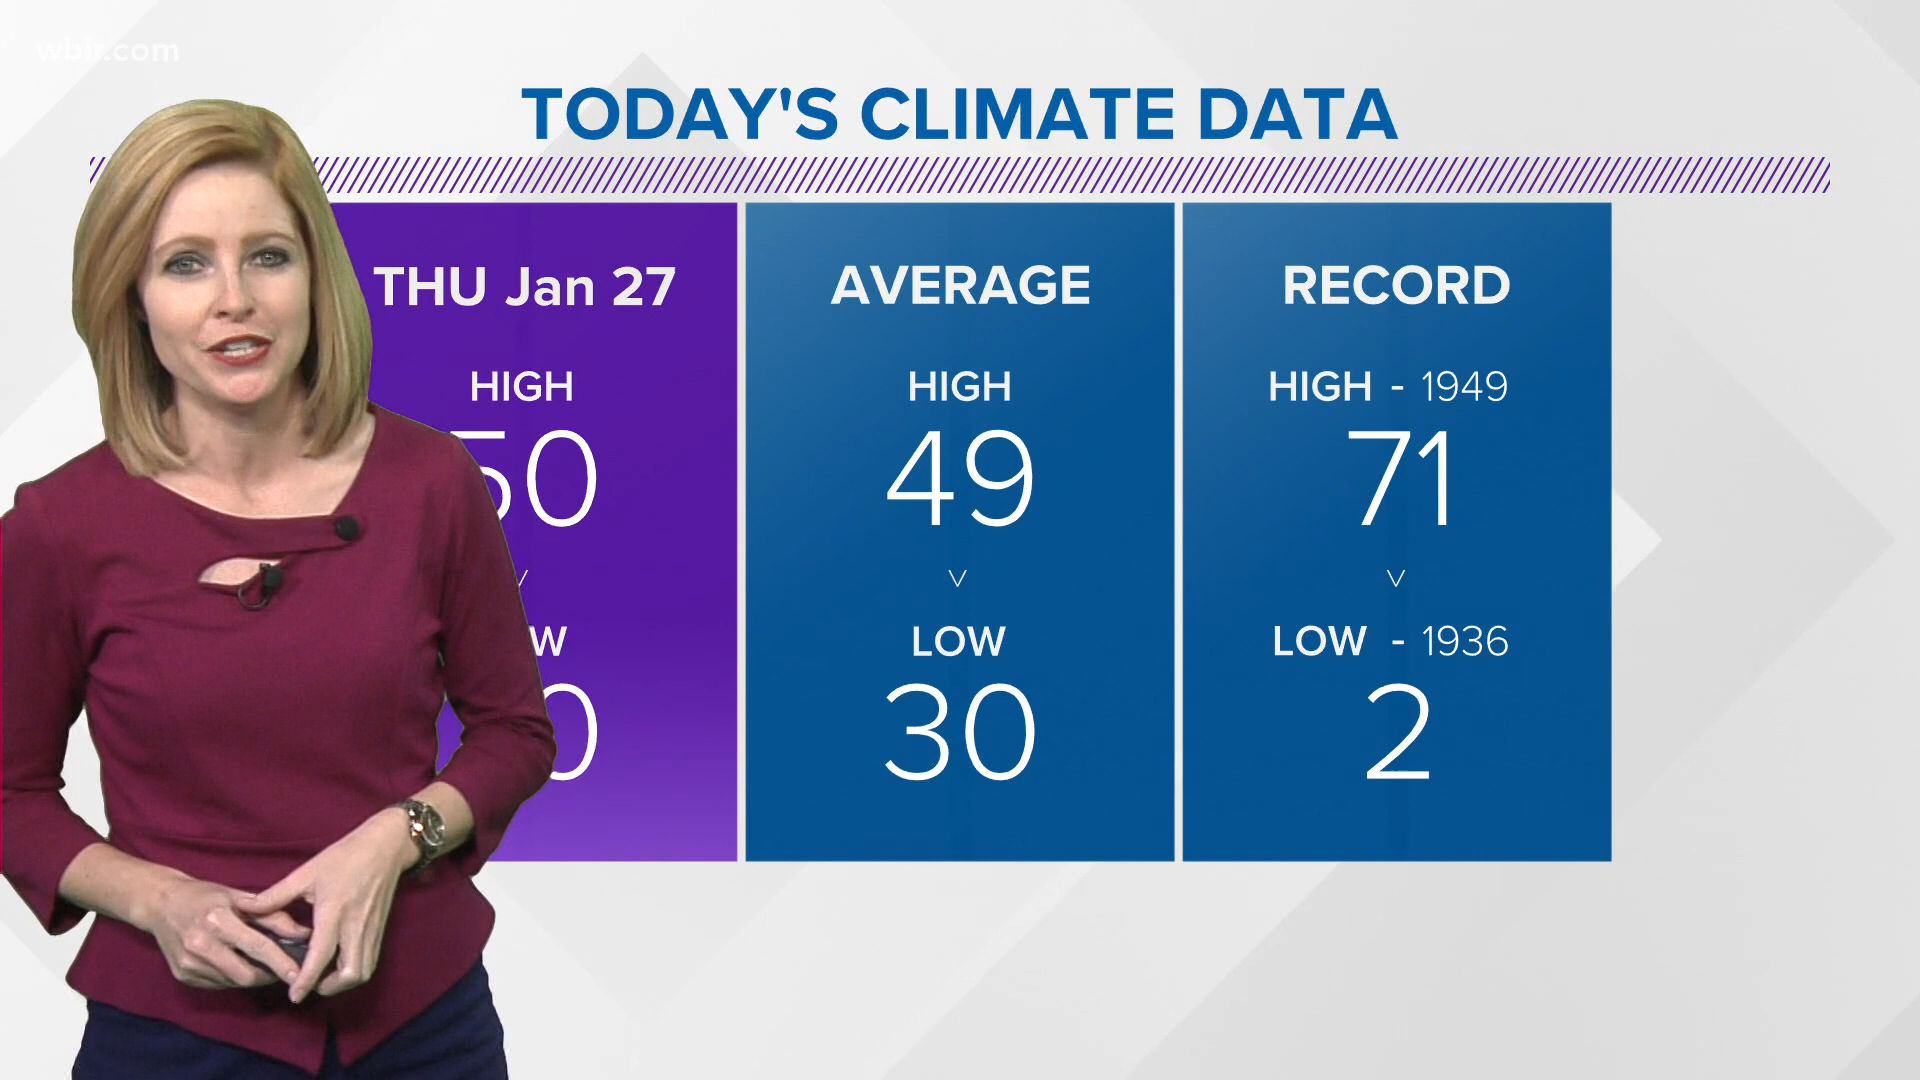 wbir.com
TODAY'S CLIMATE DATA
THU Jan 27
HIGH
50
AVERAGE
HIGH
49
LOW
30
RECORD
HIGH - 1949
71
LOW - 1936
2